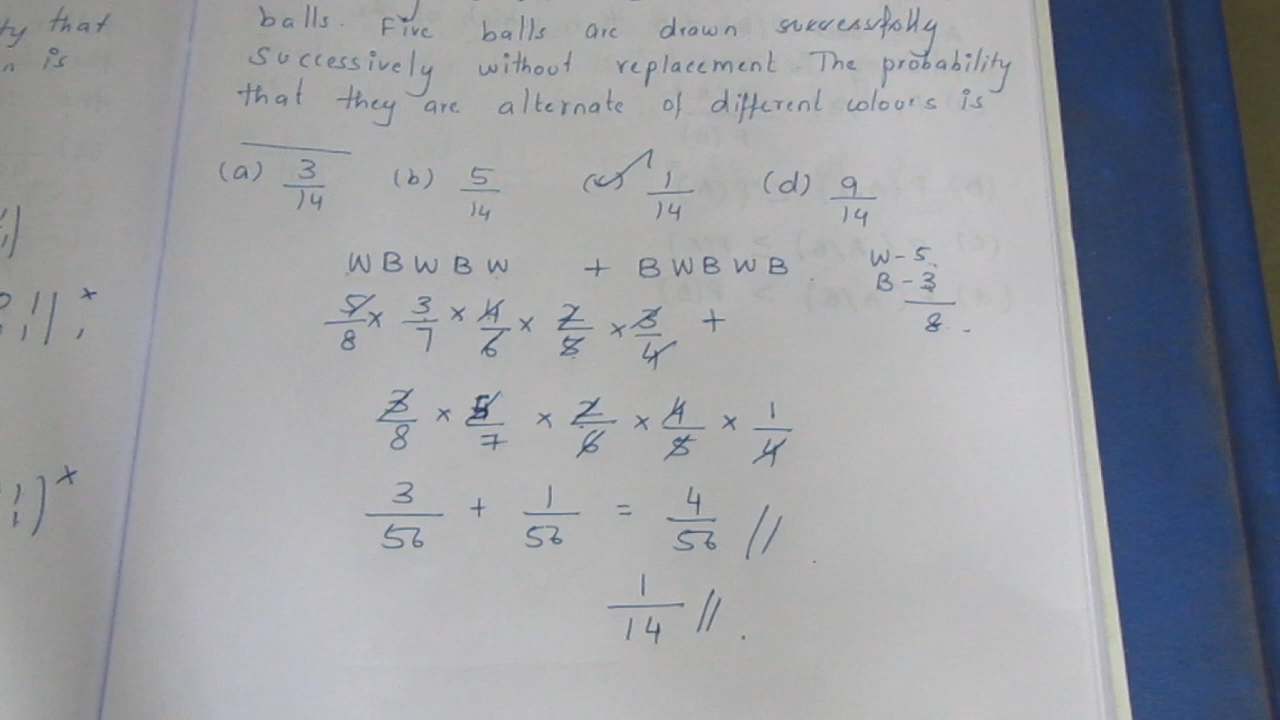 ty that
n is
balls. Five balls are drawn successfully
successively without replacement. The probability
that they are alternate of different colours is
(a) 3/14 (b) 5/14 (c) 1/14 (d) 9/14
W B W B W + B W B W B
W - 5
B - 3
8
5/8 × 3/7 × 4/6 × 2/5 × 3/4 +
3/8 × 5/7 × 2/6 × 4/5 × 1/4
3/56 + 1/56 = 4/56 //
1/14 //